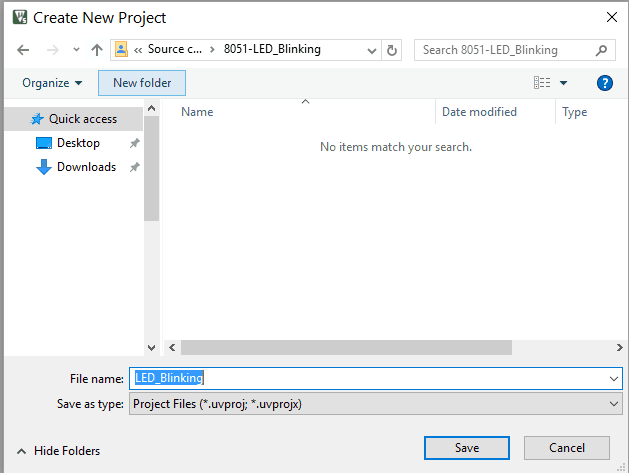 Create New Project
« Source c... > 8051-LED_Blinking
Search 8051-LED_Blinking
Organize
New folder
?
Quick access
Desktop
Downloads
Name
Date modified
Type
No items match your search.
File name: LED_Blinking
Save as type: Project Files (*.uvproj; *.uvprojx)
Hide Folders
Save
Cancel